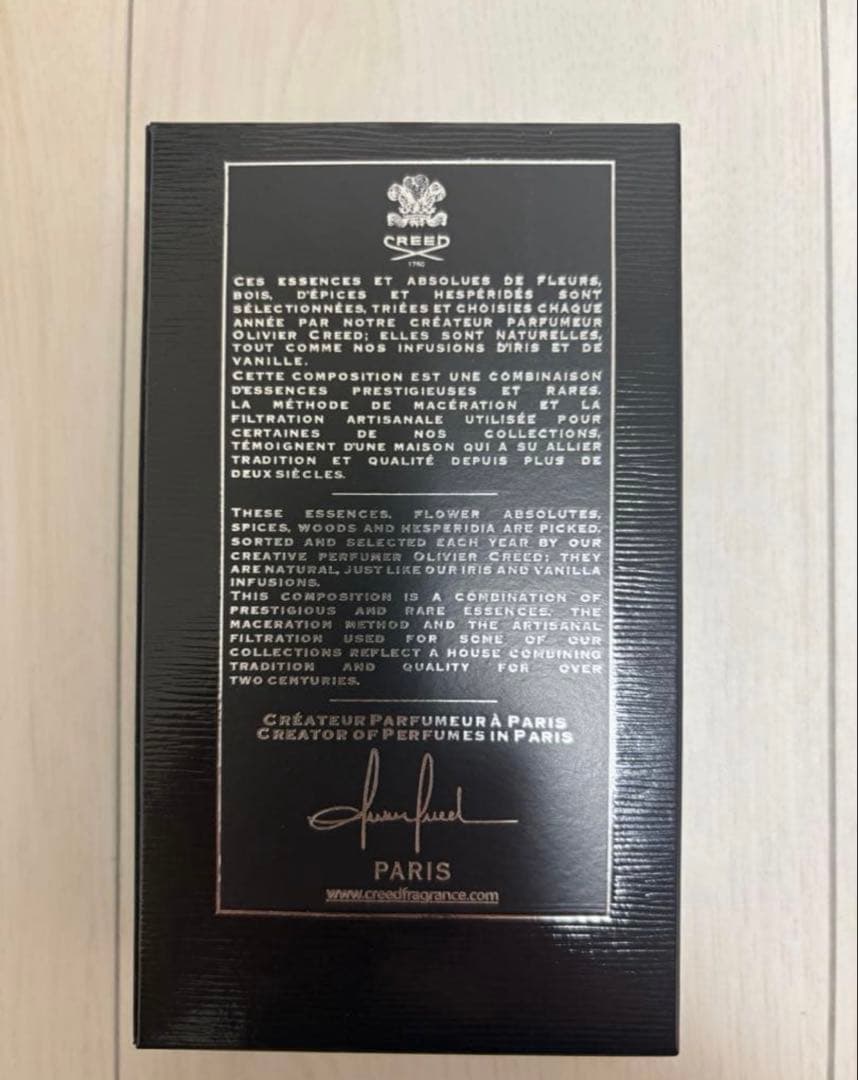 CREED
1760
CES ESSENCES ET ABSOLUES DE FLEURS,
BOIS, D'ÉPICES ET HESPÉRIDÉS SONT
SÉLECTIONNÉES, TRIÉES ET CHOISIES CHAQUE
ANNÉE PAR NOTRE CRÉATEUR PARFUMEUR
OLIVIER CREED; ELLES SONT NATURELLES,
TOUT COMME NOS INFUSIONS D'IRIS ET DE
VANILLE.
CETTE COMPOSITION EST UNE COMBINAISON
D'ESSENCES PRESTIGIEUSES ET RARES.
LA MÉTHODE DE MACÉRATION ET LA
FILTRATION ARTISANALE UTILISÉE POUR
CERTAINES DE NOS COLLECTIONS,
TÉMOIGNENT D'UNE MAISON QUI A SU ALLIER
TRADITION ET QUALITÉ DEPUIS PLUS DE
DEUX SIÈCLES.
THESE ESSENCES, FLOWER ABSOLUTES,
SPICES, WOODS AND HESPERIDIA ARE PICKED,
SORTED AND SELECTED EACH YEAR BY OUR
CREATIVE PERFUMER OLIVIER CREED; THEY
ARE NATURAL, JUST LIKE OUR IRIS AND VANILLA
INFUSIONS.
THIS COMPOSITION IS A COMBINATION OF
PRESTIGIOUS AND RARE ESSENCES. THE
MACERATION METHOD AND THE ARTISANAL
FILTRATION USED FOR SOME OF OUR
COLLECTIONS REFLECT A HOUSE COMBINING
TRADITION AND QUALITY FOR OVER
TWO CENTURIES.
CRÉATEUR PARFUMEUR À PARIS
CREATOR OF PERFUMES IN PARIS
Olivier Creed
PARIS
www.creedfragrance.com